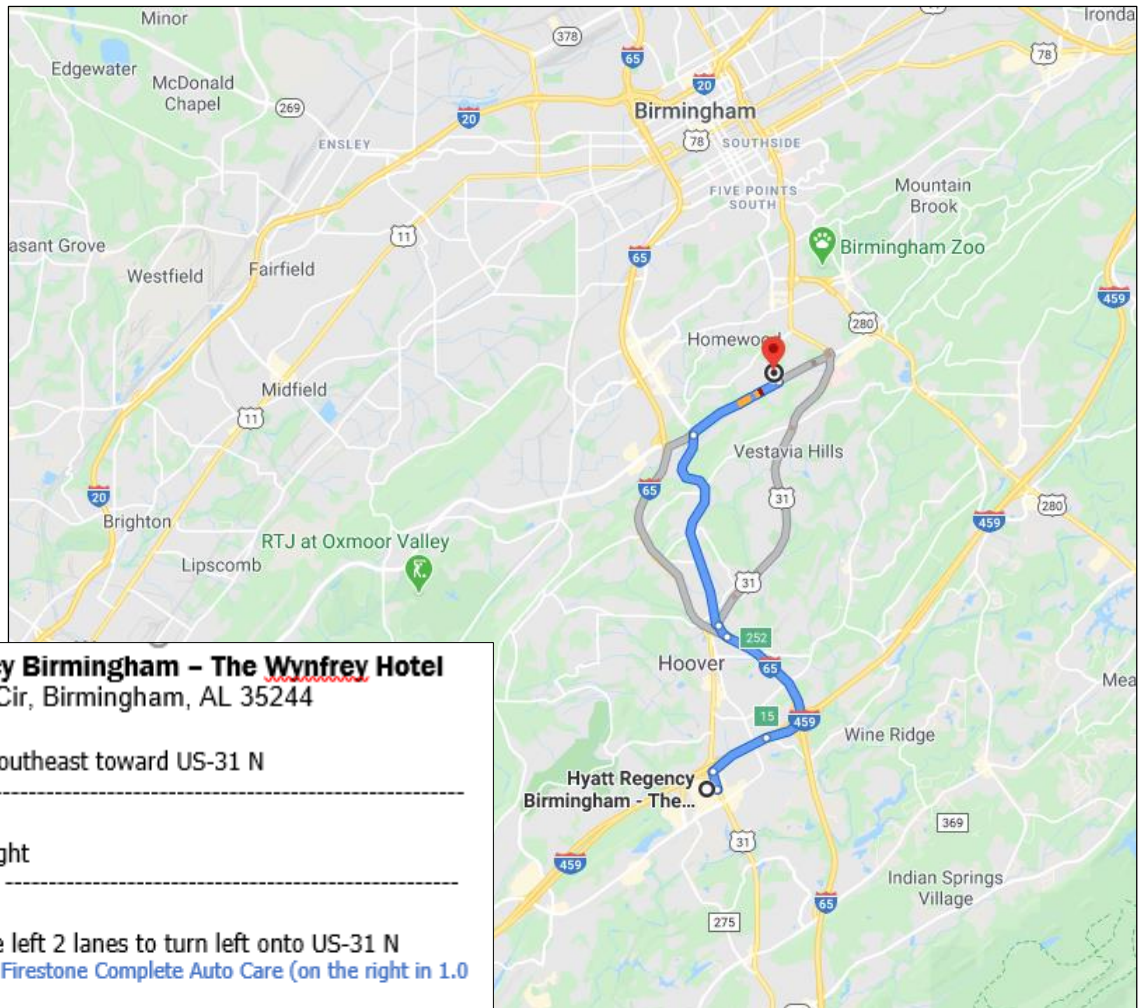 Minor
Ironda
378
65
78
Edgewater
McDonald
Chapel
20
269
20
Birmingham
78
SOUTHSIDE
ENSLEY
FIVE POINTS
SOUTH
Mountain
Brook
11
asant Grove
65
Birmingham Zoo
Westfield
Fairfield
459
280
Homewood
Midfield
11
Vestavia Hills
65
31
20
280
Brighton
459
RTJ at Oxmoor Valley
Lipscomb
31
252
Hoover
65
15
459
Wine Ridge
Mea
Hyatt Regency
Birmingham - The...
369
31
459
Indian Springs
Village
65
275
y Birmingham – The Wynfrey Hotel
Cir, Birmingham, AL 35244
outheast toward US-31 N
ght
e left 2 lanes to turn left onto US-31 N
Firestone Complete Auto Care (on the right in 1.0